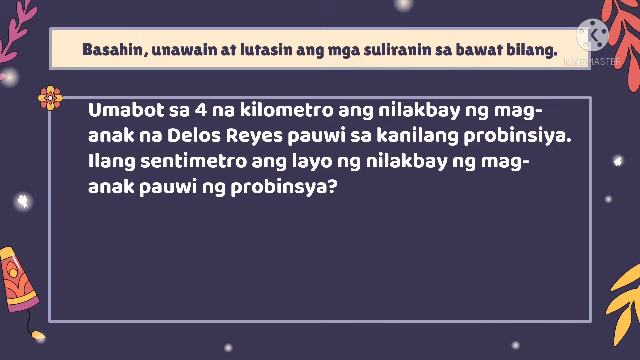 Basahin, unawain at lutasin ang mga suliranin sa bawat bilang.
KINEMASTER
Umabot sa 4 na kilometro ang nilakbay ng mag-
anak na Delos Reyes pauwi sa kanilang probinsiya.
Ilang sentimetro ang layo ng nilakbay ng mag-
anak pauwi ng probinsya?